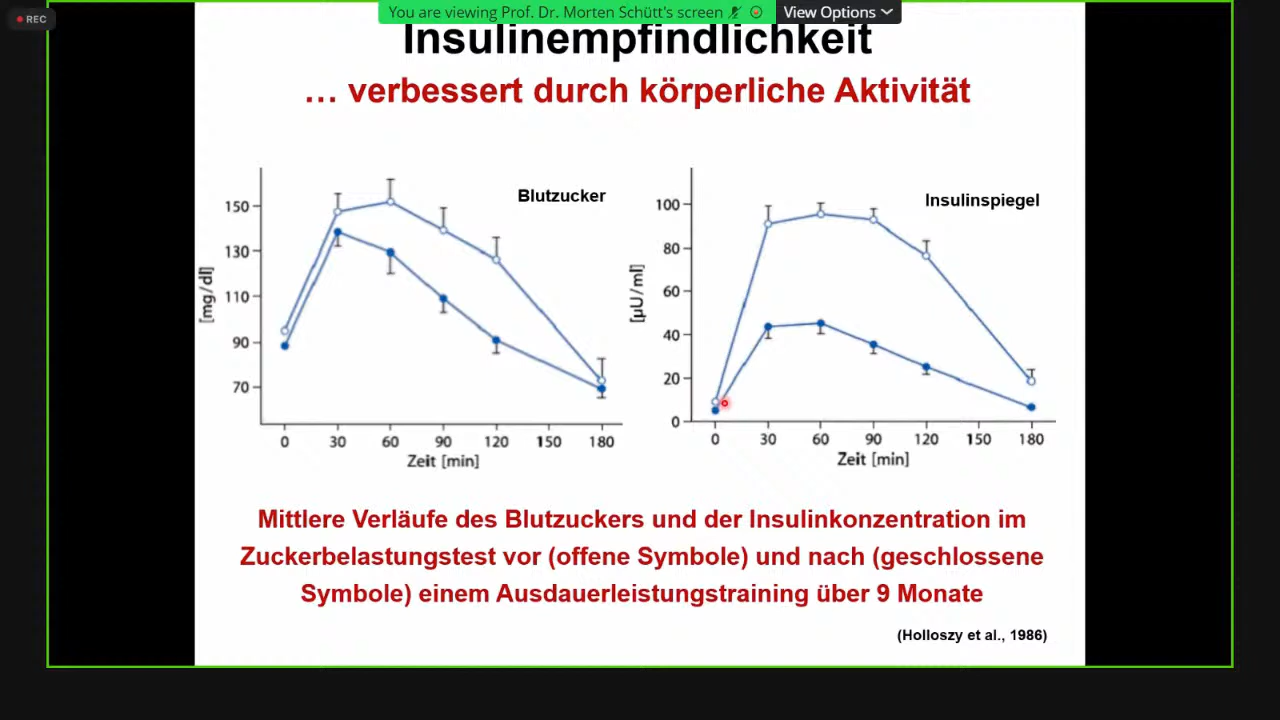 REC
You are viewing Prof. Dr. Morten Schütt's screen
View Options
Insulinempfindlichkeit
… verbessert durch körperliche Aktivität
Blutzucker
[mg/dl]
150
130
110
90
70
0 30 60 90 120 150 180
Zeit [min]
Insulinspiegel
[µU/ml]
100
80
60
40
20
0
0 30 60 90 120 150 180
Zeit [min]
Mittlere Verläufe des Blutzuckers und der Insulinkonzentration im
Zuckerbelastungstest vor (offene Symbole) und nach (geschlossene
Symbole) einem Ausdauerleistungstraining über 9 Monate
(Holloszy et al., 1986)